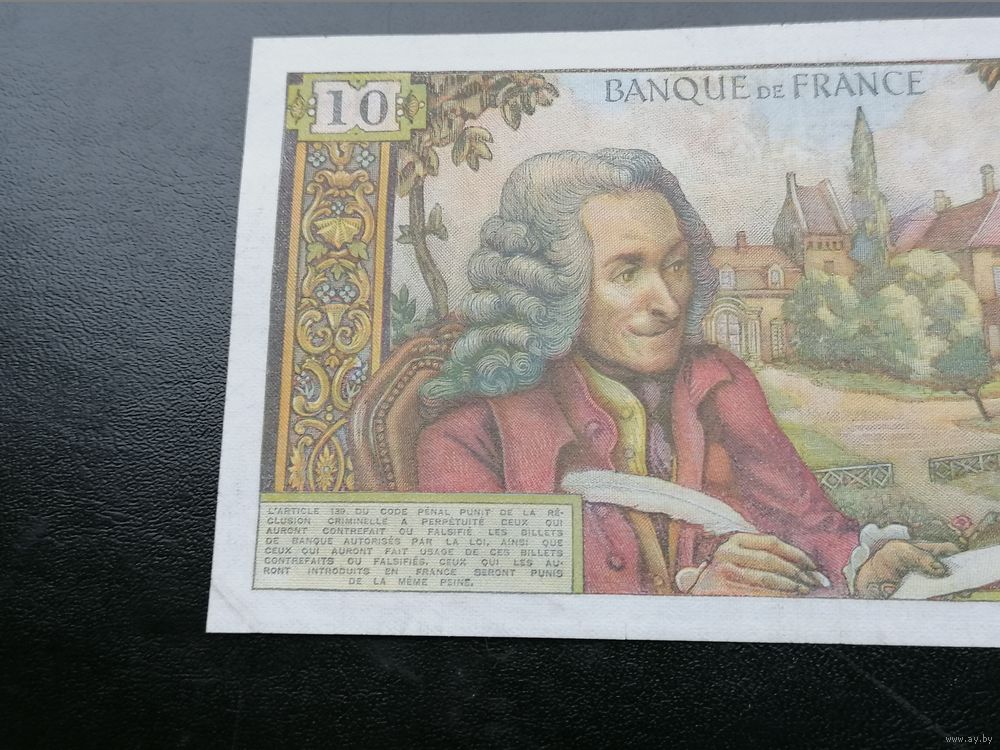 10
BANQUE DE FRANCE
L'ARTICLE 139. DU CODE PÉNAL PUNIT DE LA RÉ-
CLUSION CRIMINELLE A PERPÉTUITÉ CEUX QUI
AURONT CONTREFAIT OU FALSIFIÉ LES BILLETS
DE BANQUE AUTORISÉS PAR LA LOI, AINSI QUE
CEUX QUI AURONT FAIT USAGE DE CES BILLETS
CONTREFAITS OU FALSIFIÉS. CEUX QUI LES AU-
RONT INTRODUITS EN FRANCE SERONT PUNIS
DE LA MÊME PEINE.
www.ay.by